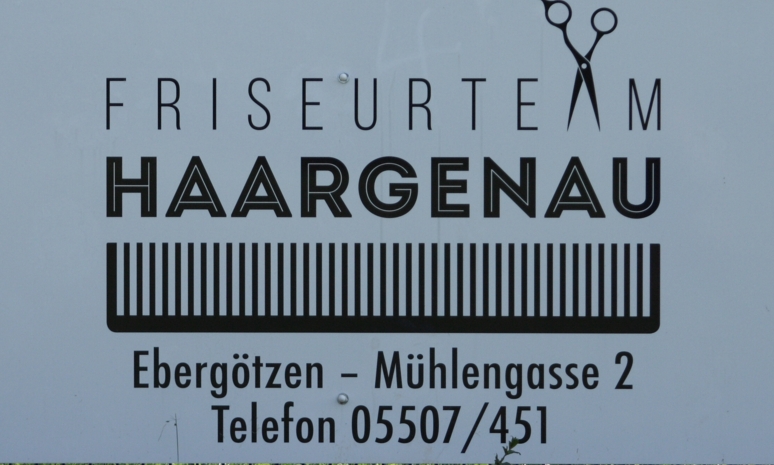 FRISEURTEAM
HAARGENAU
Ebergötzen – Mühlengasse 2
Telefon 05507/451